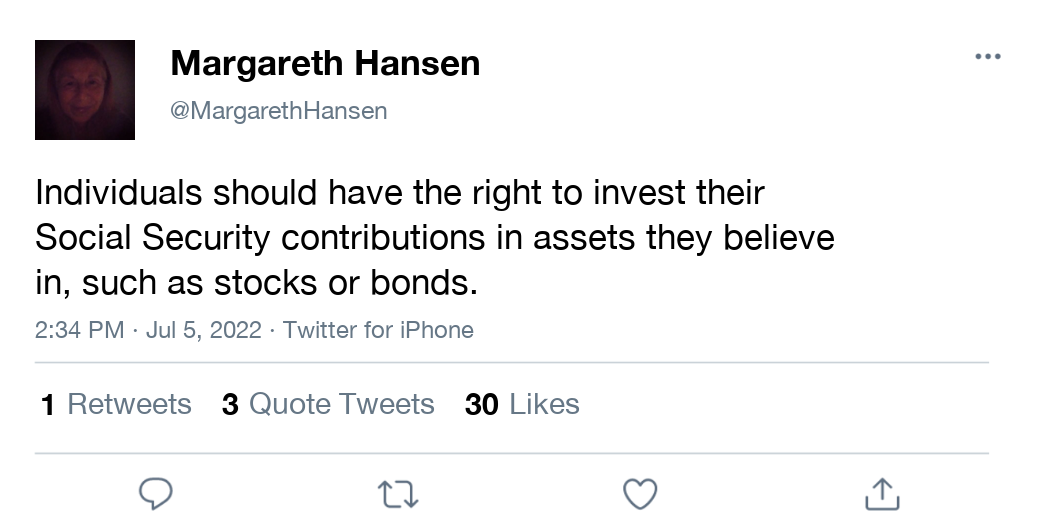 Margareth Hansen
@MargarethHansen
Individuals should have the right to invest their
Social Security contributions in assets they believe
in, such as stocks or bonds.
2:34 PM · Jul 5, 2022 · Twitter for iPhone
1 Retweets 3 Quote Tweets 30 Likes